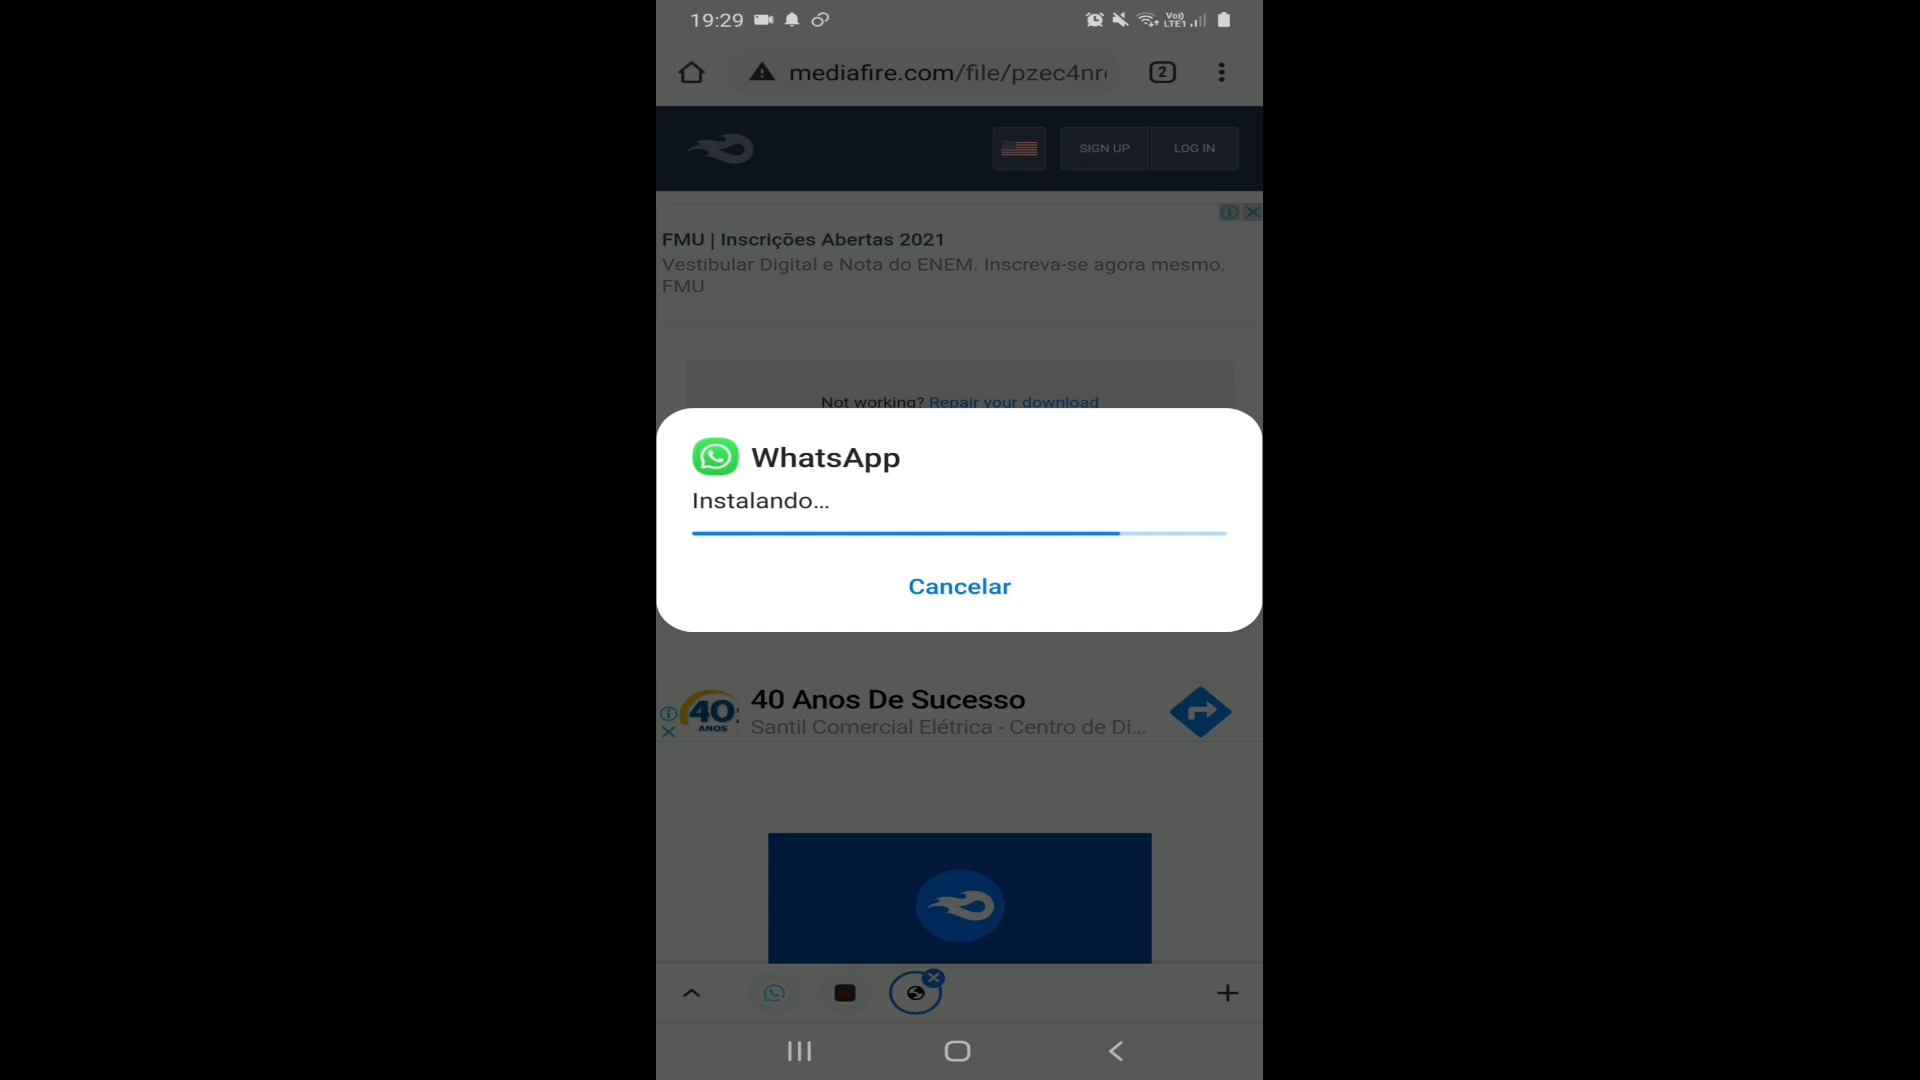 19:29
Vo)) LTE1
mediafire.com/file/pzec4nr
2
SIGN UP
LOG IN
FMU | Inscrições Abertas 2021
Vestibular Digital e Nota do ENEM. Inscreva-se agora mesmo.
FMU
Not working? Repair your download
WhatsApp
Instalando...
Cancelar
40 ANOS
40 Anos De Sucesso
Santil Comercial Elétrica - Centro de Di...